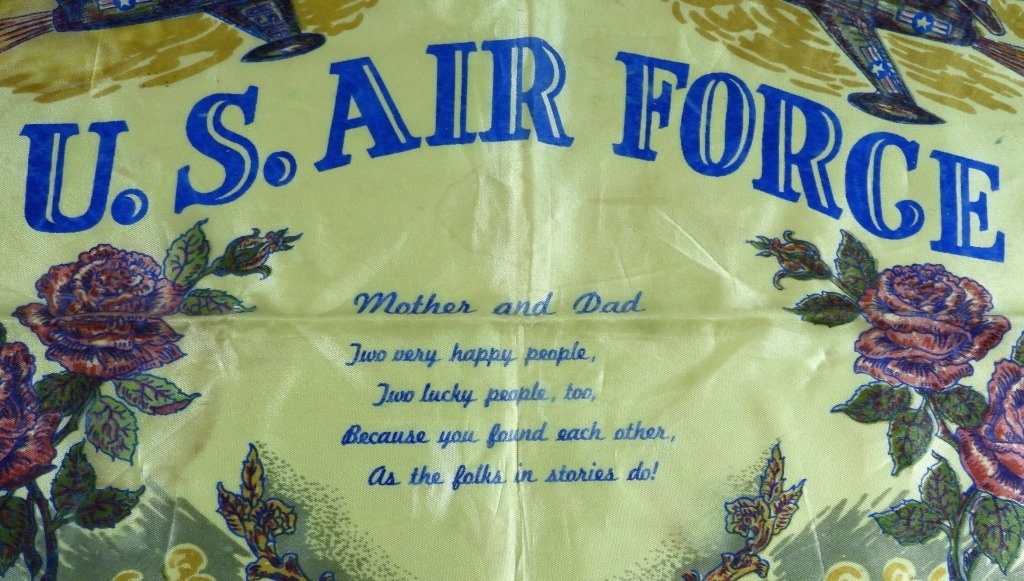 U.S. AIR FORCE
Mother and Dad
Two very happy people,
Two lucky people, too,
Because you found each other,
As the folks in stories do!